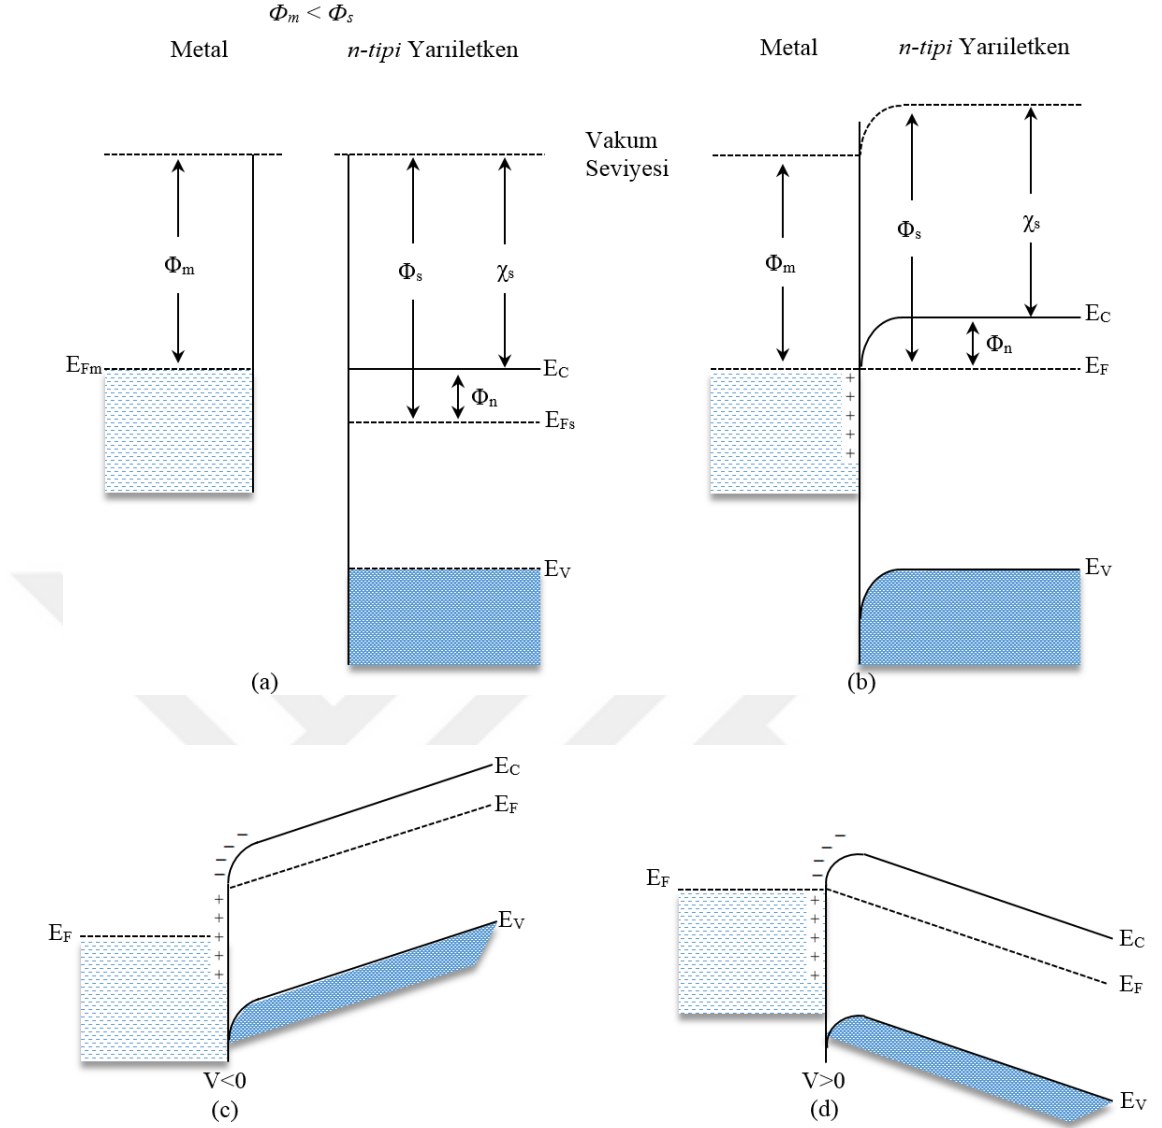 Φm < Φs
Metal
n-tipi Yarıiletken
Φm
Φs
χs
EFm
EC
Φn
EFs
EV
(a)
Metal
n-tipi Yarıiletken
Vakum
Seviyesi
Φm
Φs
χs
EC
Φn
EF
+
+
+
+
+
EV
(b)
EC
EF
–
–
–
–
+
+
+
+
+
EF
EV
V<0
(c)
–
–
–
–
EF
+
+
+
+
+
EC
EF
V>0
(d)
EV